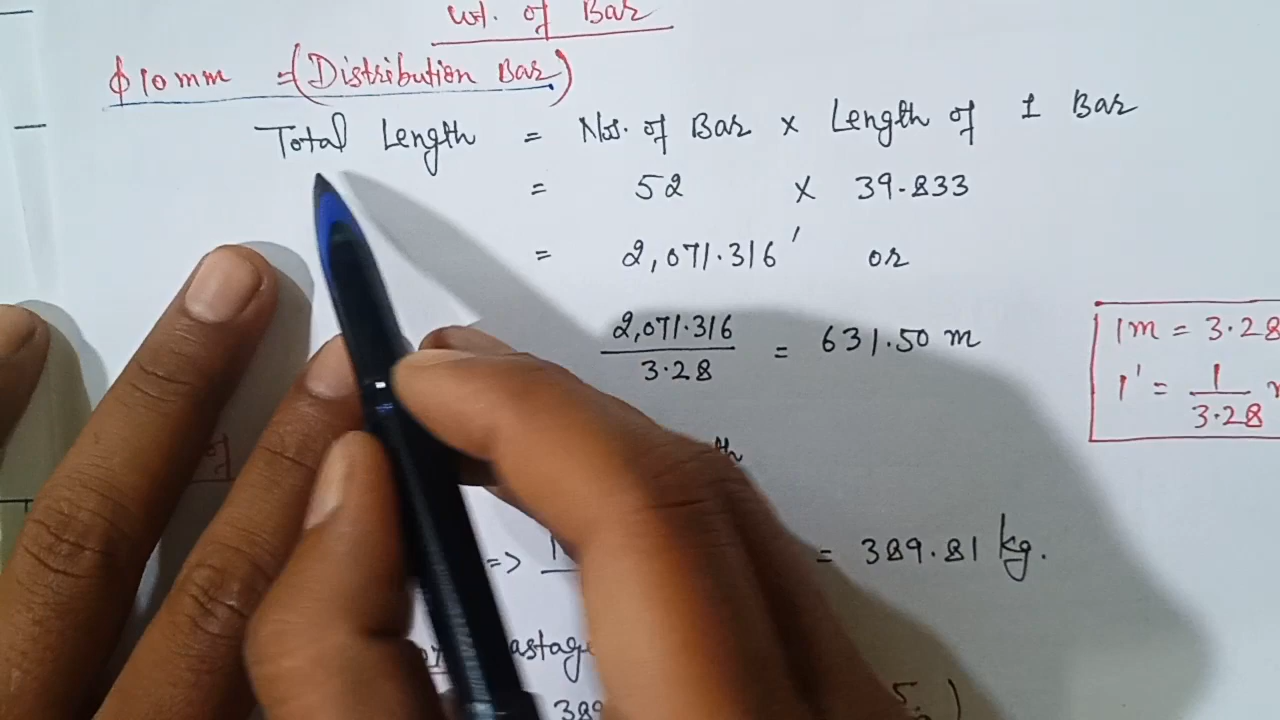 Wt. of Bar
ϕ10mm = (Distribution Bar)
Total Length = Nos. of Bar × Length of 1 Bar
= 52 × 39.833
= 2,071.316' or
2,071.316
3.28
= 631.50 m
1m = 3.28
1' = 1
3.28
=> = 389.81 kg.
389